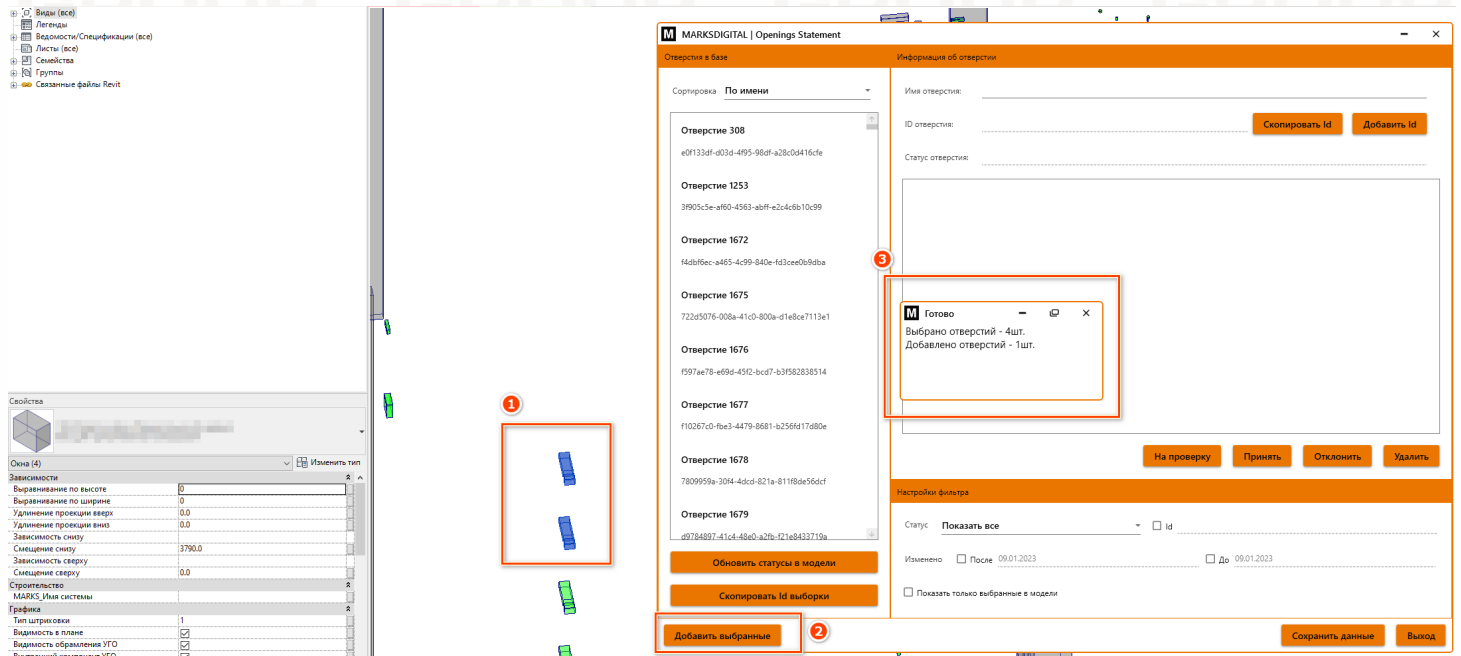 Виды (все)
Легенды
Ведомости/Спецификации (все)
Листы (все)
Семейства
Группы
Связанные файлы Revit
Свойства
Окна (4)
Изменить тип
Зависимости
Выравнивание по высоте 0
Выравнивание по ширине 0
Удлинение проекции вверх 0.0
Удлинение проекции вниз 0.0
Зависимость снизу
Смещение снизу 3790.0
Зависимость сверху
Смещение сверху 0.0
Строительство
MARKS_Имя системы
Графика
Тип штриховки 1
Видимость в плане
Видимость обрамления УГО
1
2
3
M MARKSDIGITAL | Openings Statement
Отверстия в базе
Сортировка По имени
Отверстие 308
e0f133df-d03d-4f95-98df-a28c0d416cfe
Отверстие 1253
3f905c5e-af60-4563-abff-e2c4c6b10c99
Отверстие 1672
f4dbf6ec-a465-4c99-840e-fd3cee0b9dba
Отверстие 1675
722d5076-008a-41c0-800a-d1e8ce7113e1
Отверстие 1676
f597ae78-e69d-45f2-bcd7-b3f582838514
Отверстие 1677
f10267c0-fbe3-4479-8681-b256fd17d80e
Отверстие 1678
7809959a-30f4-4dcd-821a-811f8de56dcf
Отверстие 1679
d9784897-41c4-48e0-a2fb-f21e8433719a
Обновить статусы в модели
Скопировать Id выборки
Добавить выбранные
Информация об отверстии
Имя отверстия:
ID отверстия:
Скопировать Id
Добавить Id
Статус отверстия:
M Готово
Выбрано отверстий - 4шт.
Добавлено отверстий - 1шт.
На проверку
Принять
Отклонить
Удалить
Настройки фильтра
Статус Показать все
Id
Изменено После 09.01.2023
До 09.01.2023
Показать только выбранные в модели
Сохранить данные
Выход